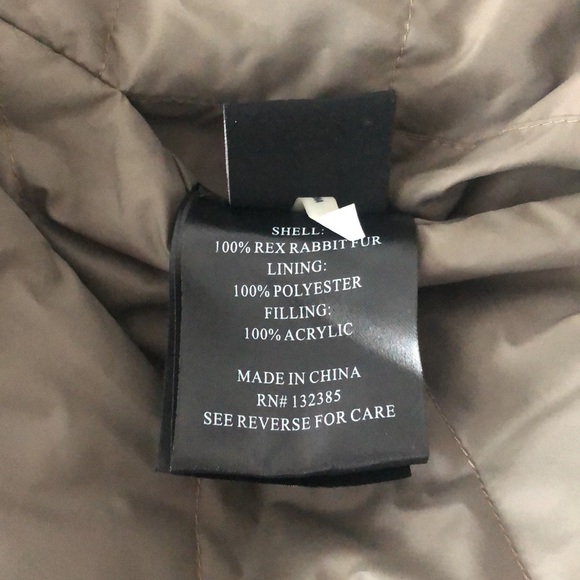 SHELL:
100% REX RABBIT FUR
LINING:
100% POLYESTER
FILLING:
100% ACRYLIC
MADE IN CHINA
RN# 132385
SEE REVERSE FOR CARE